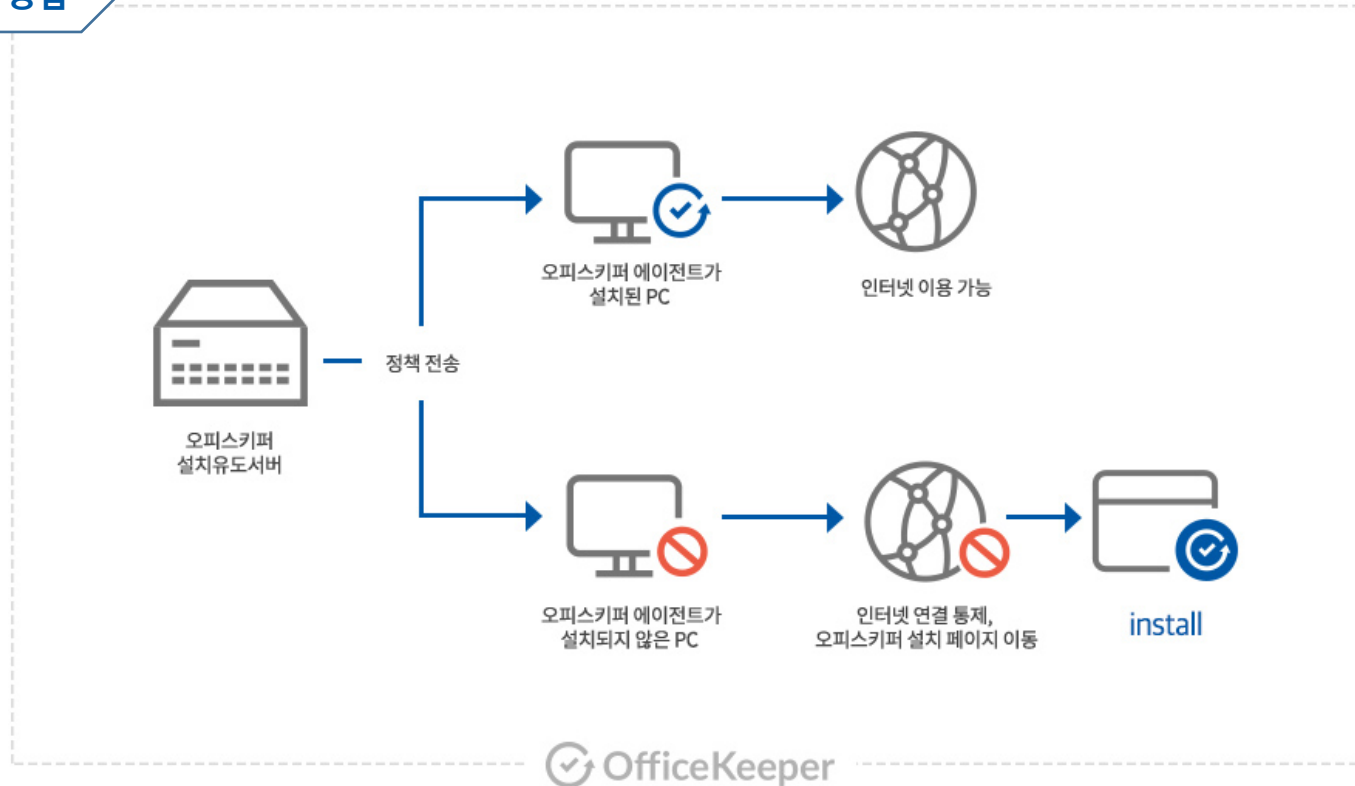 오피스키퍼 에이전트가
설치된 PC
인터넷 이용 가능
정책 전송
오피스키퍼
설치유도서버
오피스키퍼 에이전트가
설치되지 않은 PC
인터넷 연결 통제,
오피스키퍼 설치 페이지 이동
install
OfficeKeeper